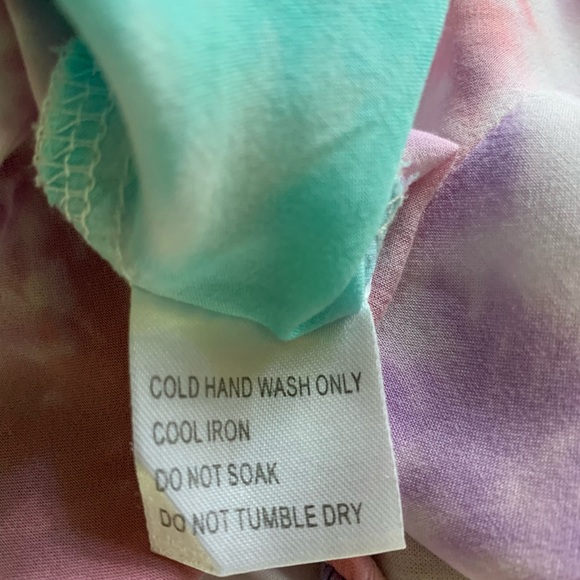 COLD HAND WASH ONLY
COOL IRON
DO NOT SOAK
DO NOT TUMBLE DRY